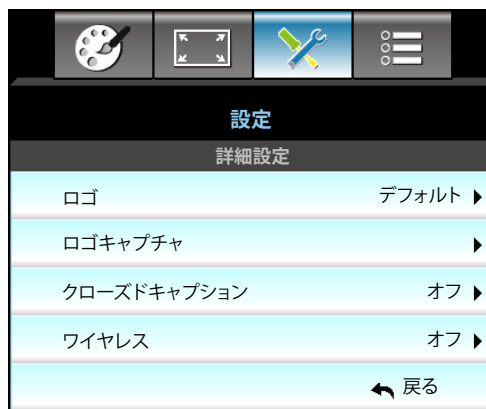 設定
詳細設定
ロゴ デフォルト
ロゴキャプチャ
クローズドキャプション オフ
ワイヤレス オフ
戻る